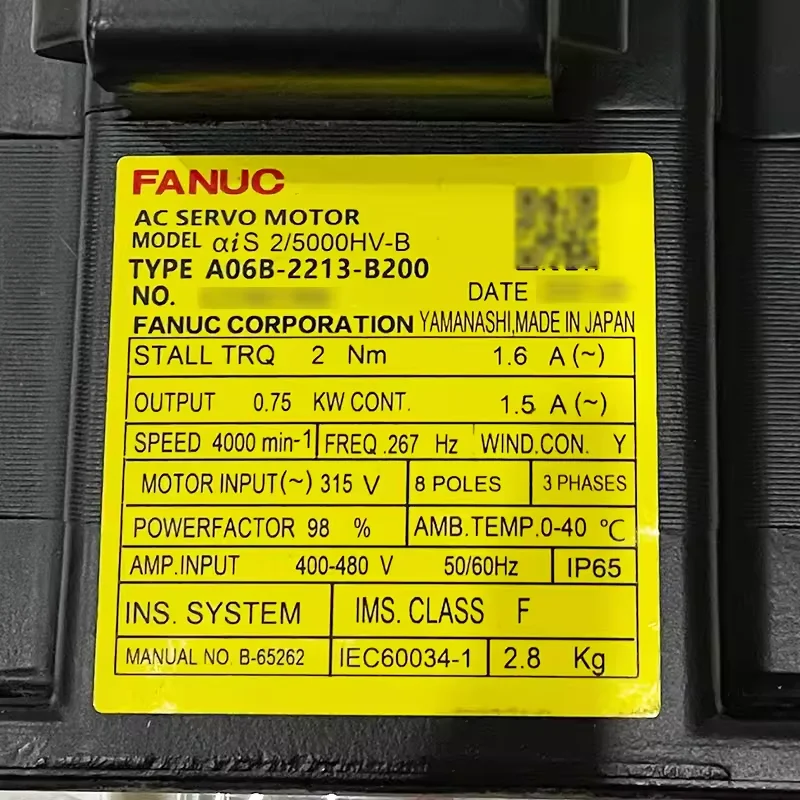 FANUC
AC SERVO MOTOR
MODEL αiS 2/5000HV-B
TYPE A06B-2213-B200
NO. DATE
FANUC CORPORATION YAMANASHI,MADE IN JAPAN
STALL TRQ 2 Nm 1.6 A (~)
OUTPUT 0.75 KW CONT. 1.5 A (~)
SPEED 4000 min-1 FREQ .267 Hz WIND.CON. Y
MOTOR INPUT(~) 315 V 8 POLES 3 PHASES
POWERFACTOR 98 % AMB.TEMP.0-40 ℃
AMP.INPUT 400-480 V 50/60Hz IP65
INS. SYSTEM IMS. CLASS F
MANUAL NO. B-65262 IEC60034-1 2.8 Kg